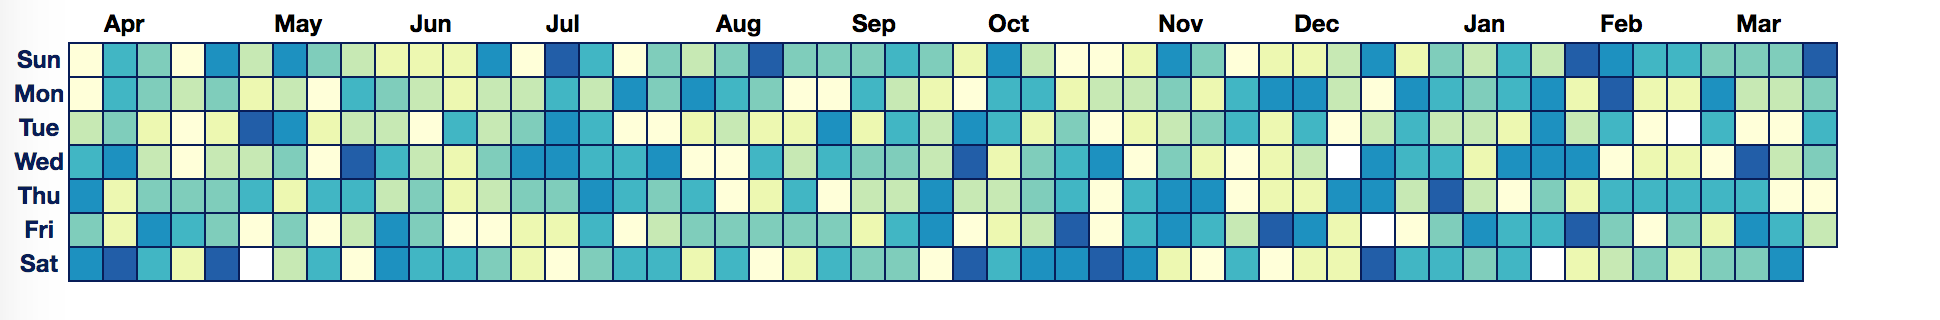 Apr May Jun Jul Aug Sep Oct Nov Dec Jan Feb Mar
Sun
Mon
Tue
Wed
Thu
Fri
Sat